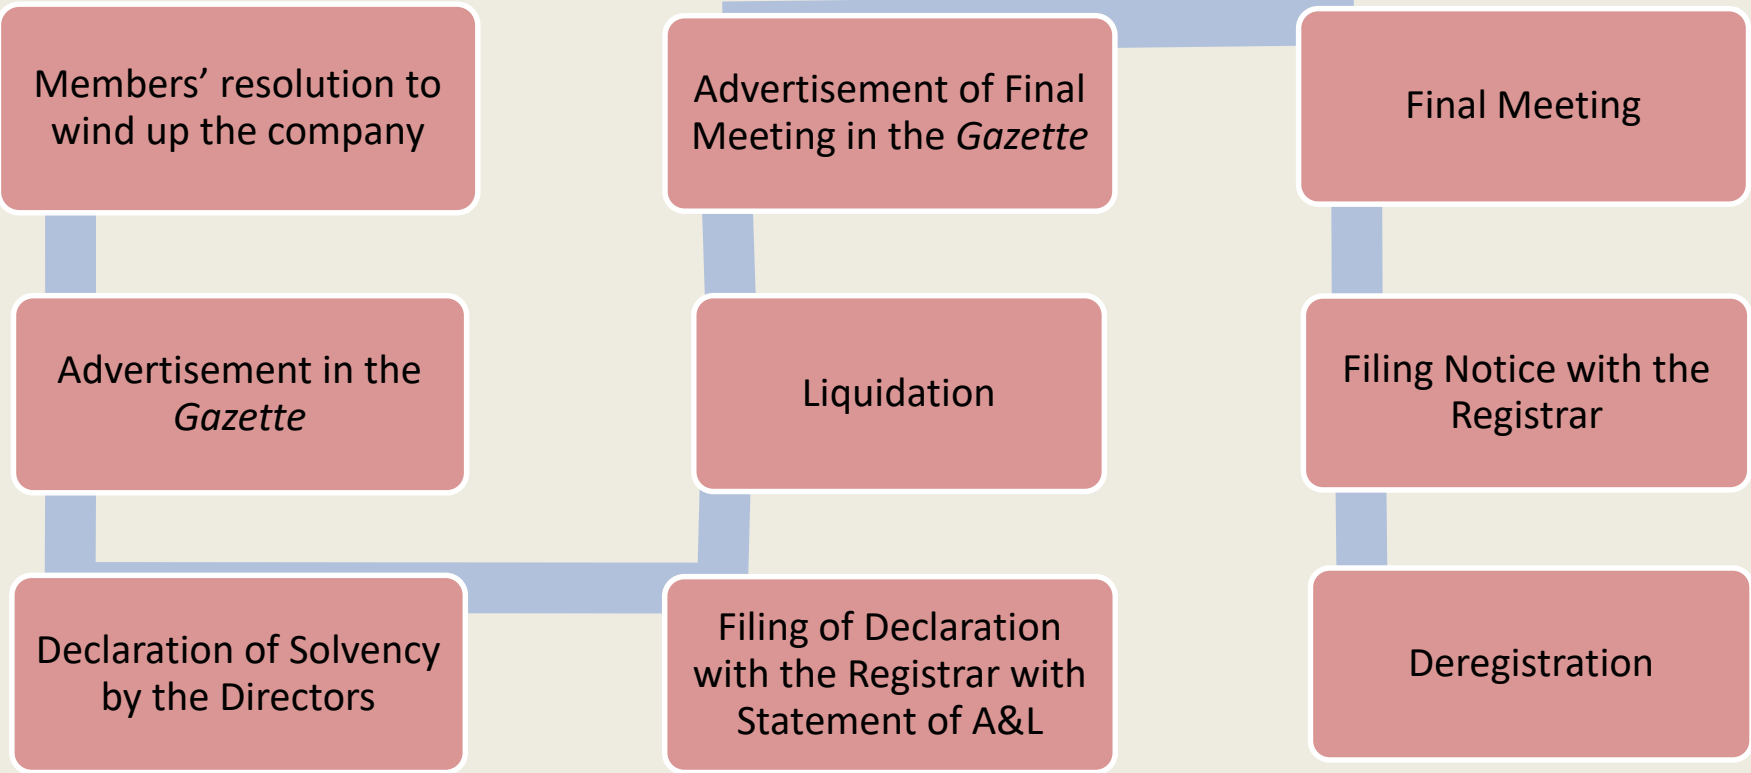 Members’ resolution to
wind up the company
Advertisement in the
Gazette
Declaration of Solvency
by the Directors
Filing of Declaration
with the Registrar with
Statement of A&L
Liquidation
Advertisement of Final
Meeting in the Gazette
Final Meeting
Filing Notice with the
Registrar
Deregistration